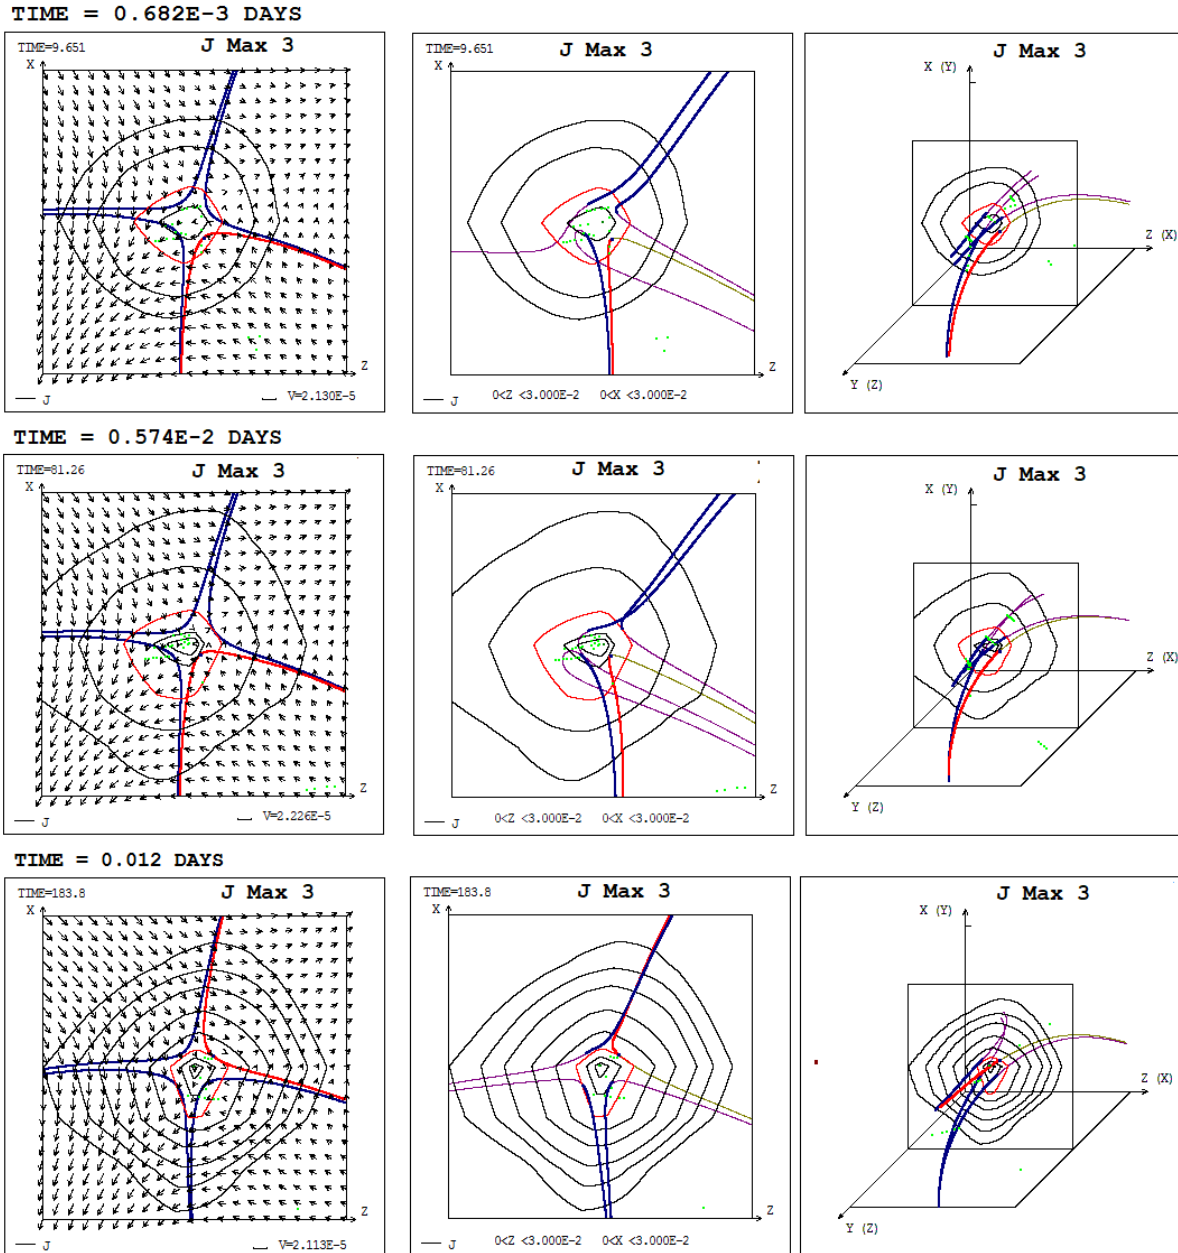 TIME = 0.682E-3 DAYS
TIME=9.651 J Max 3
X
Z
J V=2.130E-5
TIME=9.651 J Max 3
X
Z
J 0<Z <3.000E-2 0<X <3.000E-2
J Max 3
X (Y)
Z (X)
Y (Z)
TIME = 0.574E-2 DAYS
TIME=81.26 J Max 3
X
Z
J V=2.226E-5
TIME=81.26 J Max 3
X
Z
J 0<Z <3.000E-2 0<X <3.000E-2
J Max 3
X (Y)
Z (X)
Y (Z)
TIME = 0.012 DAYS
TIME=183.8 J Max 3
X
Z
J V=2.113E-5
TIME=183.8 J Max 3
X
Z
J 0<Z <3.000E-2 0<X <3.000E-2
J Max 3
X (Y)
Z (X)
Y (Z)